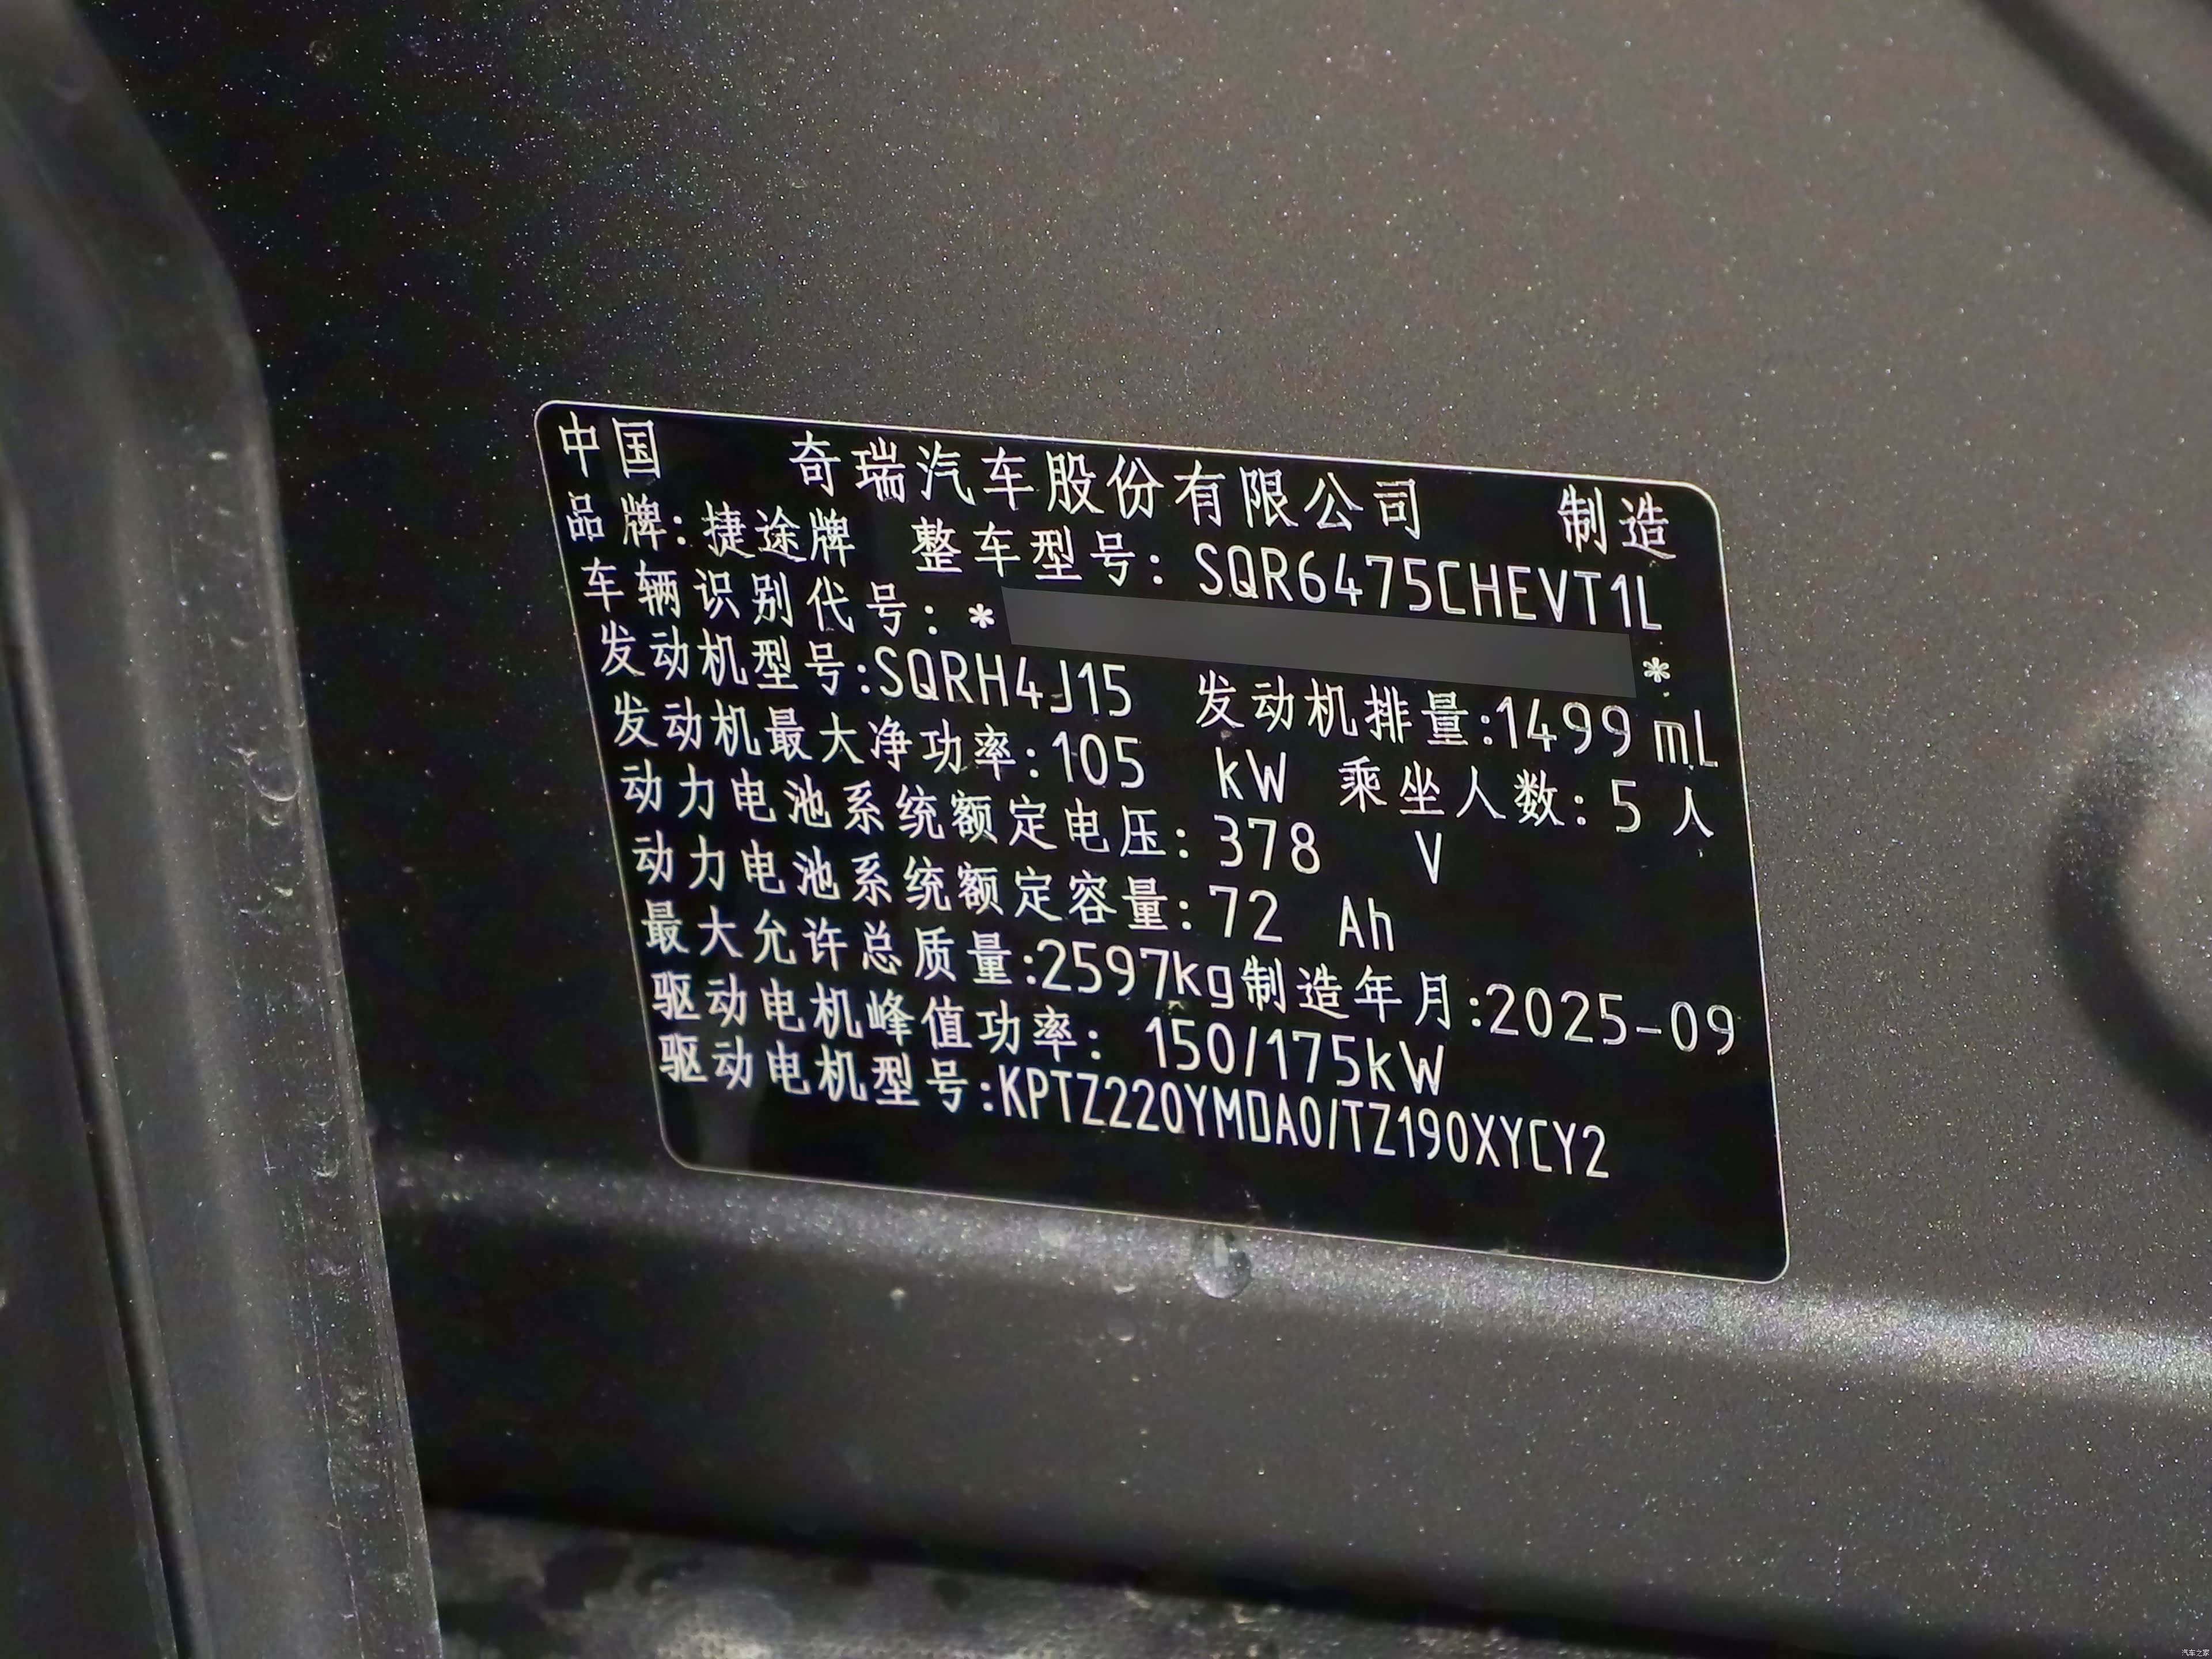 中国 奇瑞汽车股份有限公司 制造
品牌:捷途牌 整车型号: SQR6475CHEVT1L
车辆识别代号: * *
发动机型号:SQRH4J15 发动机排量:1499 mL
发动机最大净功率:105 kW 乘坐人数: 5 人
动力电池系统额定电压: 378 V
动力电池系统额定容量: 72 Ah
最大允许总质量:2597kg制造年月:2025-09
驱动电机峰值功率: 150/175kW
驱动电机型号:KPTZ220YMDA0/TZ190XYCY2
汽车之家